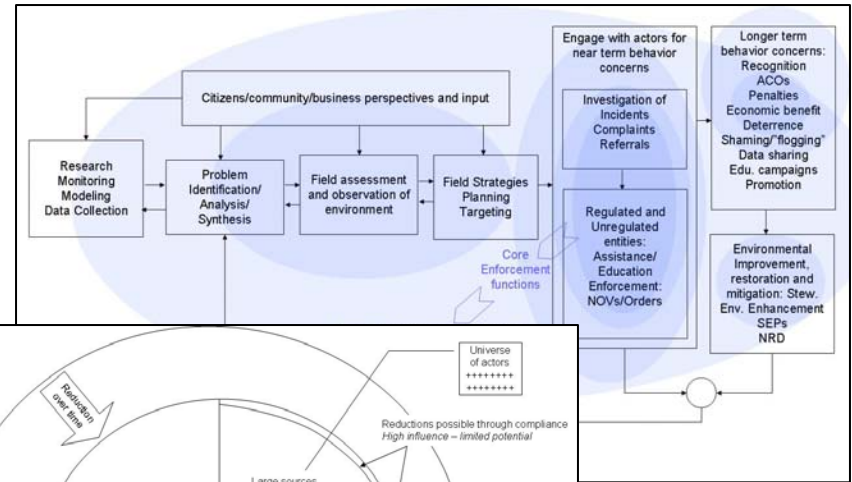 Citizens/community/business perspectives and input
Research
Monitoring
Modeling
Data Collection
Problem
Identification/
Analysis/
Synthesis
Field assessment
and observation of
environment
Field Strategies
Planning
Targeting
Engage with actors for
near term behavior
concerns
Investigation of
Incidents
Complaints
Referrals
Regulated and
Unregulated
entities:
Assistance/
Education
Enforcement:
NOVs/Orders
Core
Enforcement
functions
Longer term
behavior concerns:
Recognition
ACOs
Penalties
Economic benefit
Deterrence
Shaming/"flogging"
Data sharing
Edu. campaigns
Promotion
Environmental
Improvement,
restoration and
mitigation: Stew.
Env. Enhancement
SEPs
NRD
Reduction
over time
Universe
of actors
++++++++
++++++++
Reductions possible through compliance
High influence – limited potential
Large sources